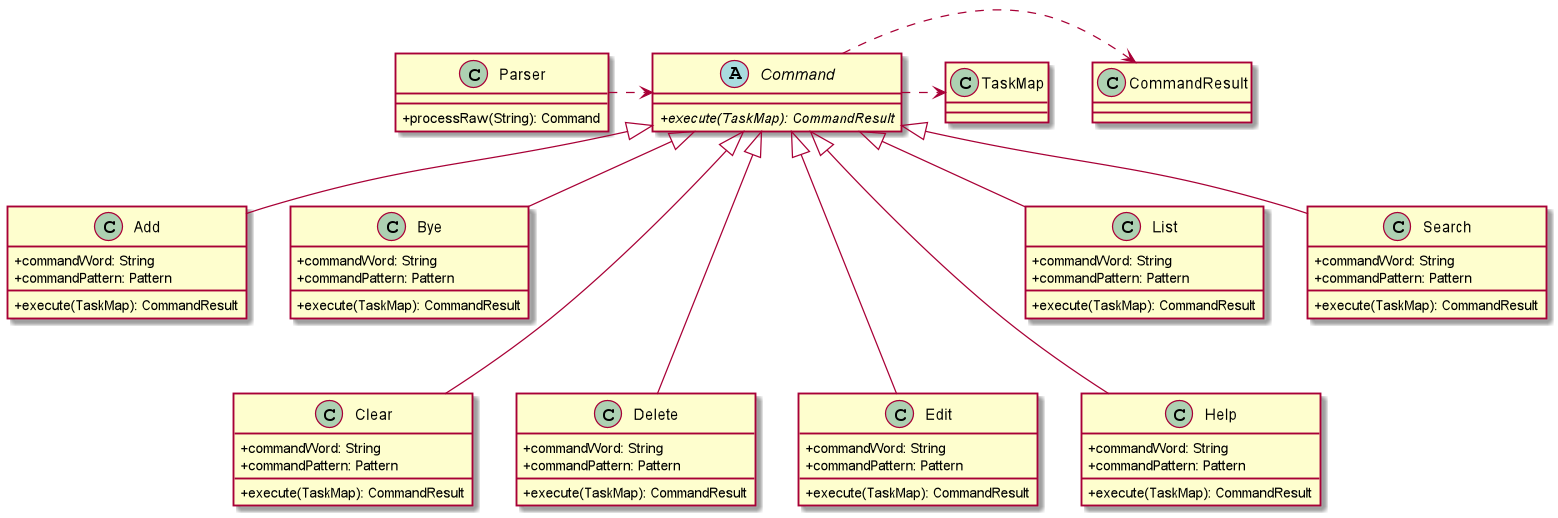 C Parser
+processRaw(String): Command
A Command
+execute(TaskMap): CommandResult
C TaskMap
C CommandResult
C Add
+commandWord: String
+commandPattern: Pattern
+execute(TaskMap): CommandResult
C Bye
+commandWord: String
+commandPattern: Pattern
+execute(TaskMap): CommandResult
C List
+commandWord: String
+commandPattern: Pattern
+execute(TaskMap): CommandResult
C Search
+commandWord: String
+commandPattern: Pattern
+execute(TaskMap): CommandResult
C Clear
+commandWord: String
+commandPattern: Pattern
+execute(TaskMap): CommandResult
C Delete
+commandWord: String
+commandPattern: Pattern
+execute(TaskMap): CommandResult
C Edit
+commandWord: String
+commandPattern: Pattern
+execute(TaskMap): CommandResult
C Help
+commandWord: String
+commandPattern: Pattern
+execute(TaskMap): CommandResult